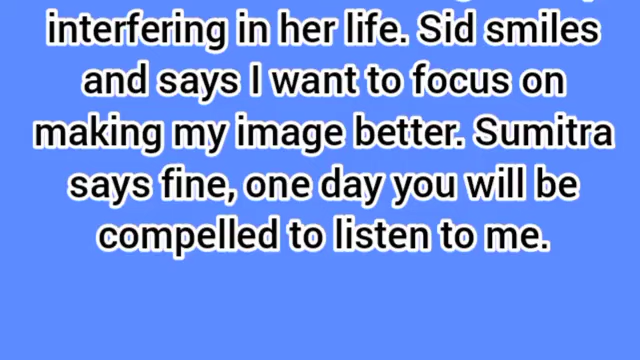 interfering in her life. Sid smiles
and says I want to focus on
making my image better. Sumitra
says fine, one day you will be
compelled to listen to me.